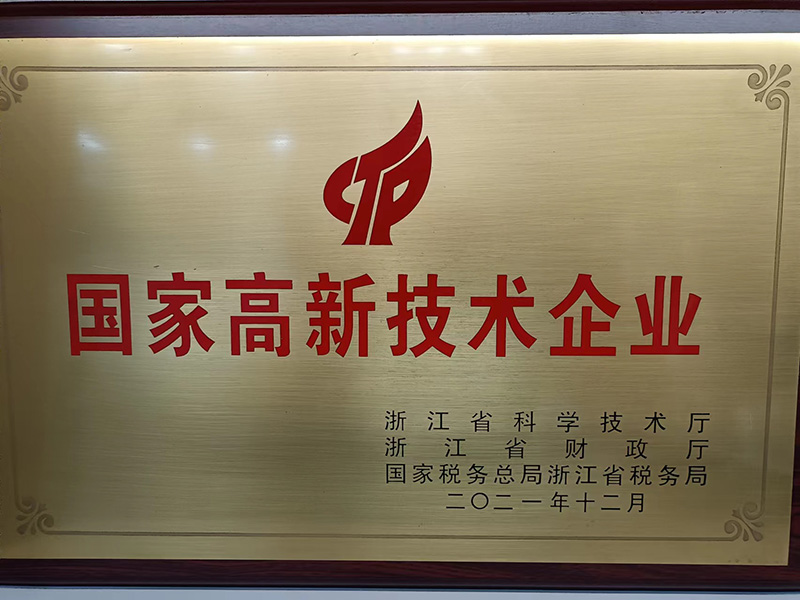 国家高新技术企业
浙江省科学技术厅
浙江省财政厅
国家税务总局浙江省税务局
二〇二一年十二月